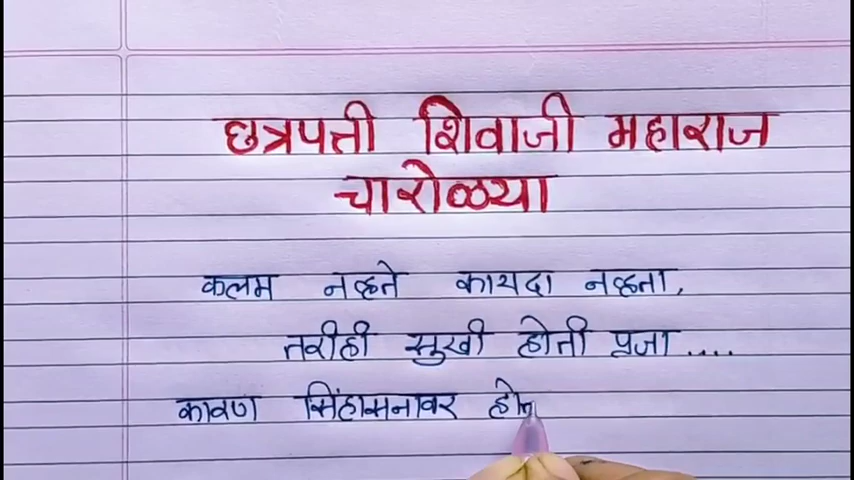 छत्रपती शिवाजी महाराज
चारोळ्या
कलम नव्हते कायदा नव्हता,
तरीही सुखी होती प्रजा....
कारण सिंहासनावर